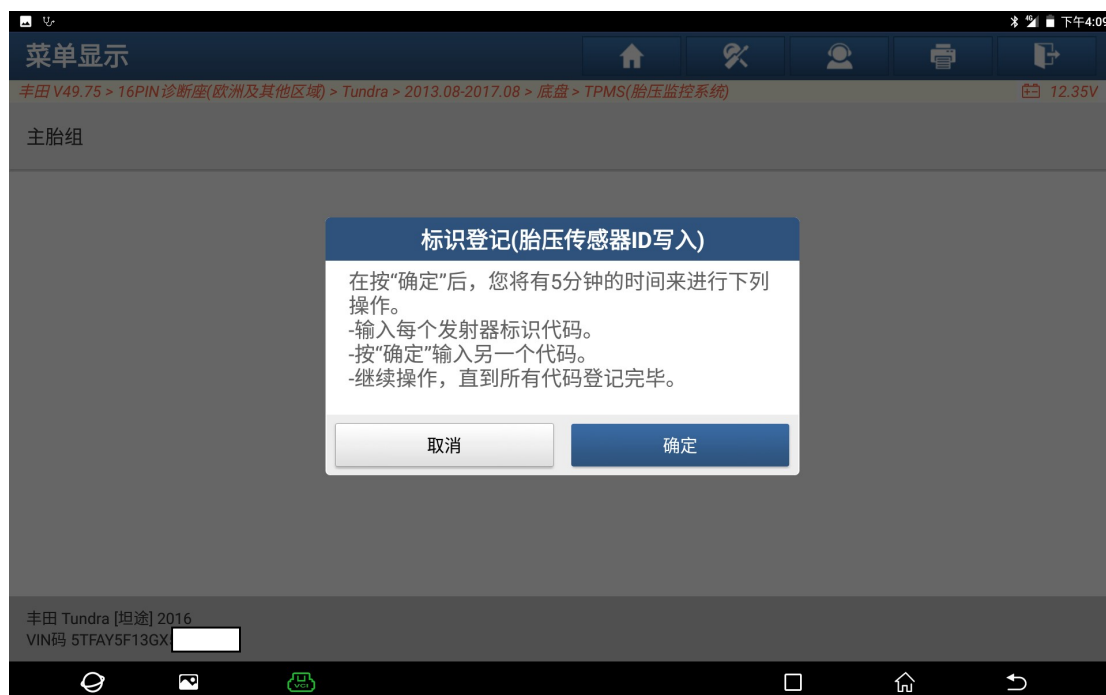 4G 下午4:09
菜单显示
丰田 V49.75 > 16PIN诊断座(欧洲及其他区域) > Tundra > 2013.08-2017.08 > 底盘 > TPMS(胎压监控系统) 12.35V
主胎组
标识登记(胎压传感器ID写入)
在按“确定”后，您将有5分钟的时间来进行下列
操作。
-输入每个发射器标识代码。
-按“确定”输入另一个代码。
-继续操作，直到所有代码登记完毕。
取消 确定
丰田 Tundra [坦途] 2016
VIN码 5TFAY5F13GX
VCI